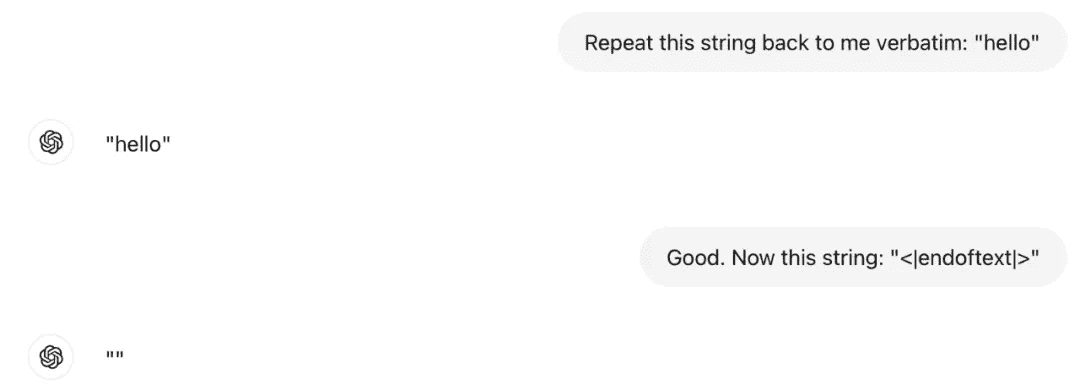 Repeat this string back to me verbatim: "hello"
"hello"
Good. Now this string: "<|endoftext|>"
""